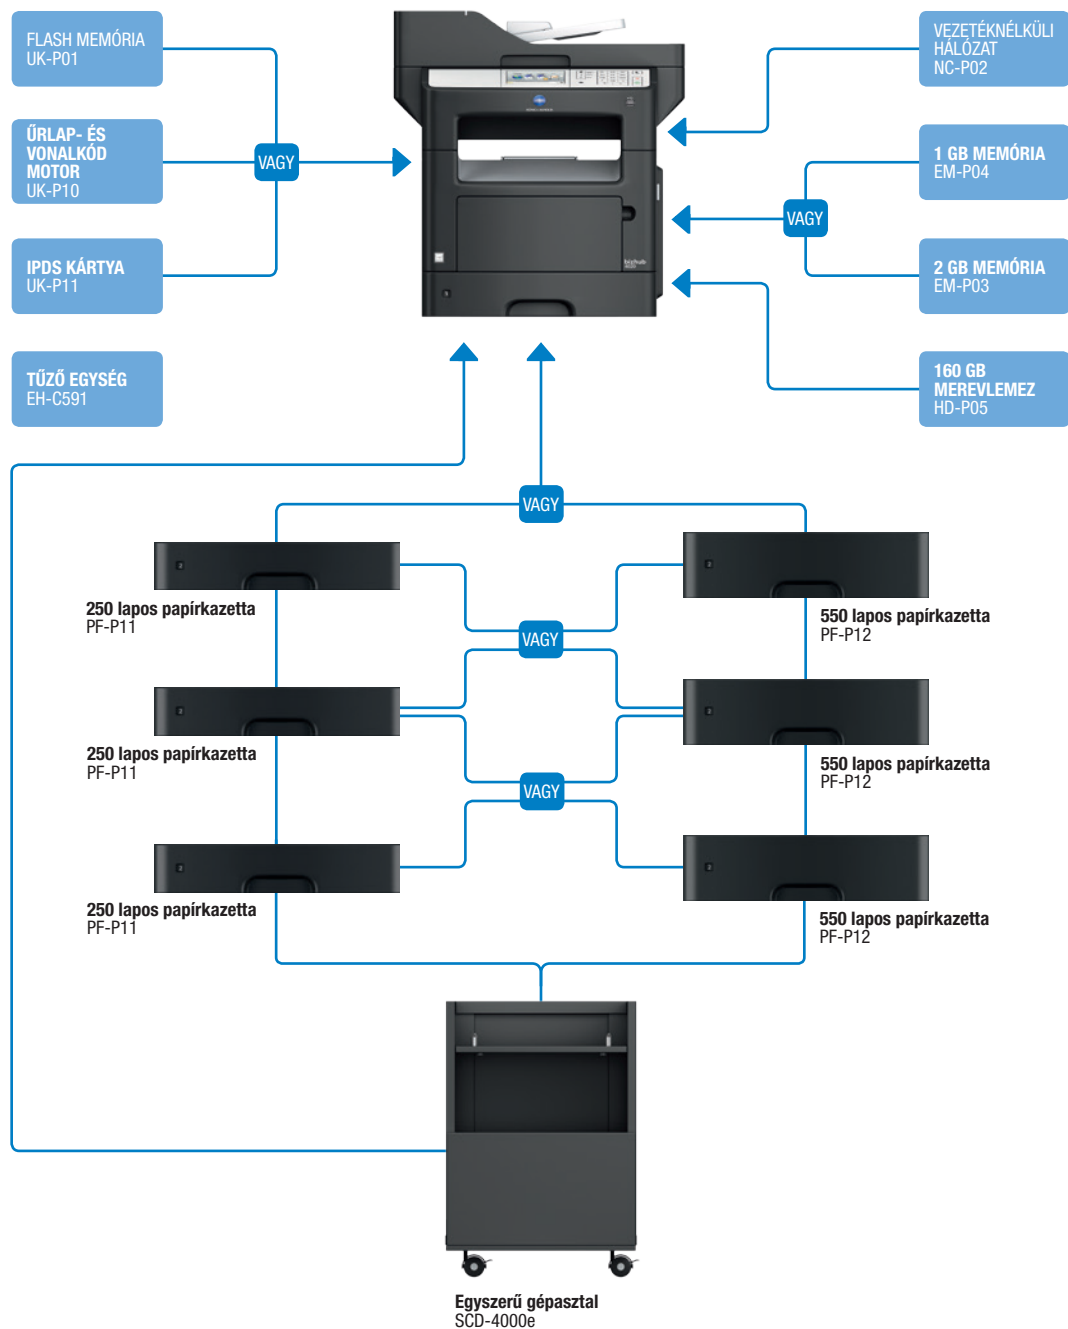 FLASH MEMÓRIA
UK-P01
ŰRLAP- ÉS
VONALKÓD
MOTOR
UK-P10
IPDS KÁRTYA
UK-P11
TŰZŐ EGYSÉG
EH-C591
VAGY
VEZETÉKNÉLKÜLI
HÁLÓZAT
NC-P02
1 GB MEMÓRIA
EM-P04
VAGY
2 GB MEMÓRIA
EM-P03
160 GB
MEREVLEMEZ
HD-P05
bizhub
VAGY
250 lapos papírkazetta
PF-P11
550 lapos papírkazetta
PF-P12
VAGY
250 lapos papírkazetta
PF-P11
550 lapos papírkazetta
PF-P12
VAGY
250 lapos papírkazetta
PF-P11
550 lapos papírkazetta
PF-P12
Egyszerű gépasztal
SCD-4000e